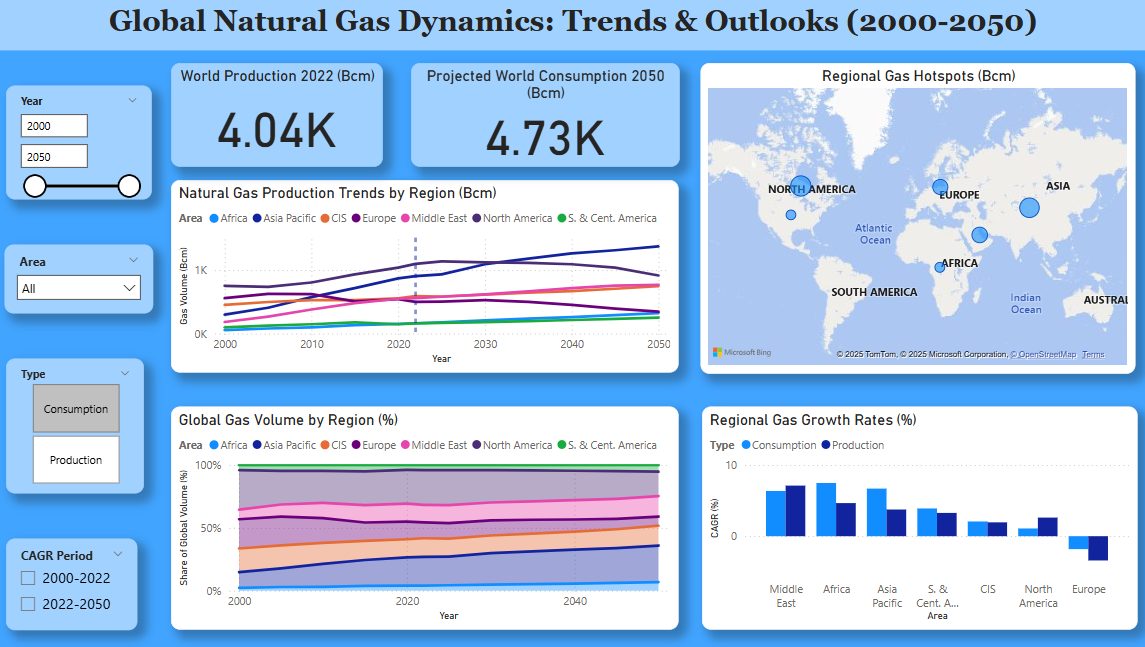 Global Natural Gas Dynamics: Trends & Outlooks (2000-2050)
Year
2000
2050
Area
All
Type
Consumption
Production
CAGR Period
2000-2022
2022-2050
World Production 2022 (Bcm)
4.04K
Projected World Consumption 2050
(Bcm)
4.73K
Natural Gas Production Trends by Region (Bcm)
Area Africa Asia Pacific CIS Europe Middle East North America S. & Cent. America
Gas Volume (Bcm)
1K
0K
2000 2010 2020 2030 2040 2050
Year
Regional Gas Hotspots (Bcm)
NORTH AMERICA
EUROPE
ASIA
Atlantic
Ocean
AFRICA
SOUTH AMERICA
Indian
Ocean
AUSTRAL
Microsoft Bing
© 2025 TomTom, © 2025 Microsoft Corporation, © OpenStreetMap Terms
Global Gas Volume by Region (%)
Area Africa Asia Pacific CIS Europe Middle East North America S. & Cent. America
Share of Global Volume (%)
100%
50%
0%
2000 2020 2040
Year
Regional Gas Growth Rates (%)
Type Consumption Production
CAGR (%)
10
0
Middle
East
Africa
Asia
Pacific
S. &
Cent. A...
CIS
North
America
Europe
Area